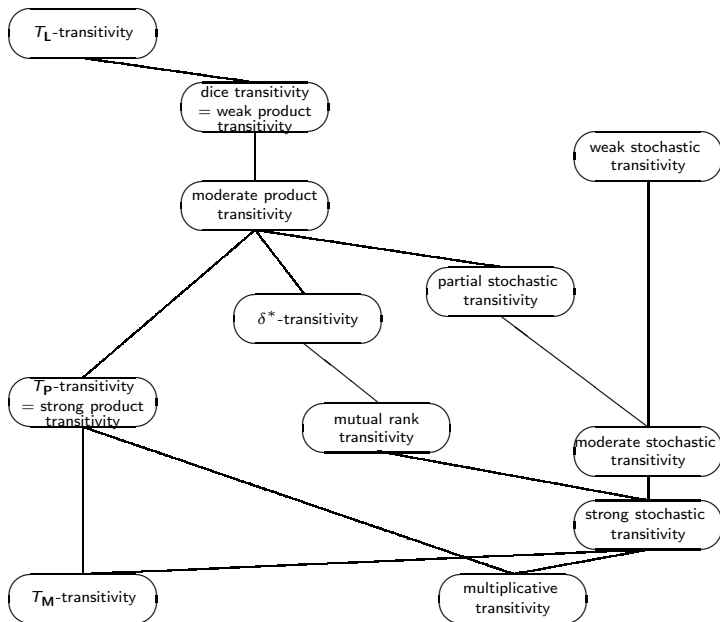 T_L-transitivity
dice transitivity
= weak product
transitivity
weak stochastic
transitivity
moderate product
transitivity
partial stochastic
transitivity
δ*-transitivity
T_P-transitivity
= strong product
transitivity
mutual rank
transitivity
moderate stochastic
transitivity
strong stochastic
transitivity
T_M-transitivity
multiplicative
transitivity